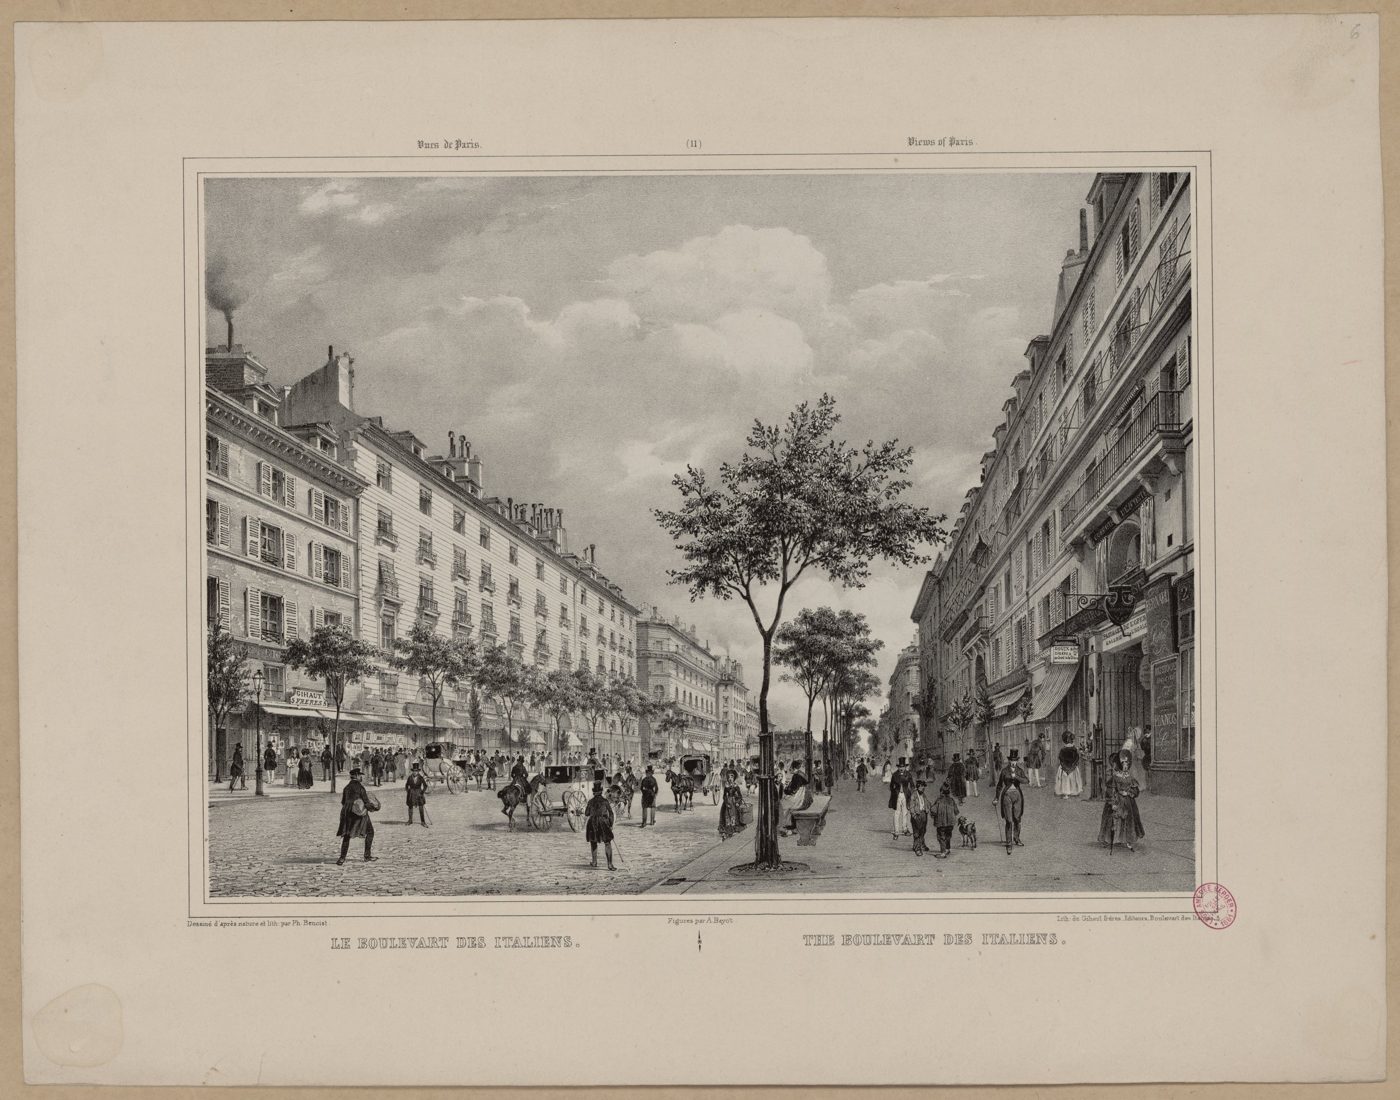 6
Vues de Paris.
(11)
Views of Paris.
GIHAUT
FRERES
Dessiné d'après nature et lith. par Ph. Benoist.
Figures par A. Bayot.
Lith. de Gihaut frères, Editeurs, Boulevart des
LE BOULEVART DES ITALIENS.
THE BOULEVART DES ITALIENS.